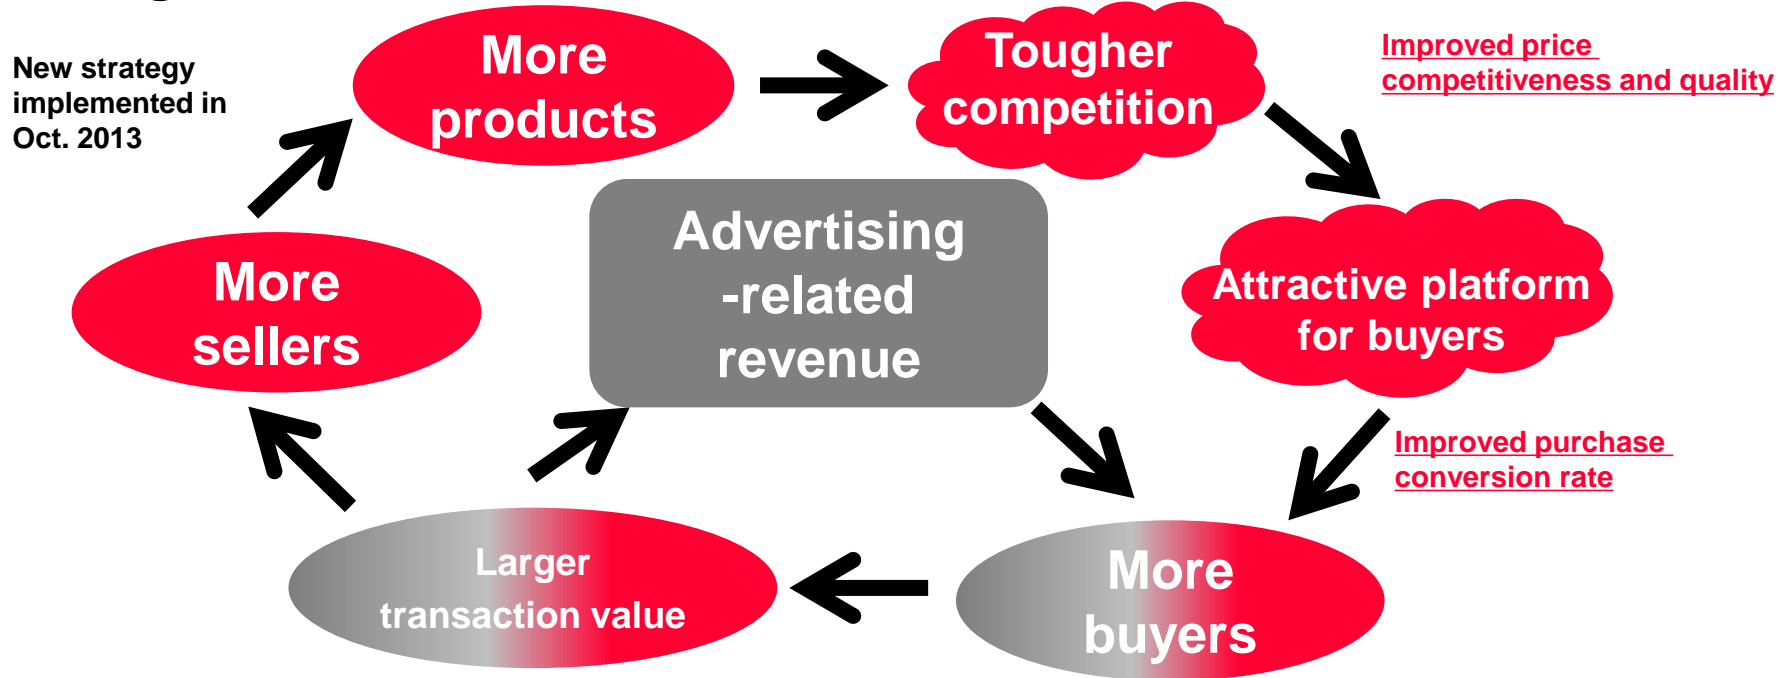 New strategy
implemented in
Oct. 2013
More
products
Tougher
competition
Improved price
competitiveness and quality
More
sellers
Advertising
-related
revenue
Attractive platform
for buyers
Improved purchase
conversion rate
Larger
transaction value
More
buyers